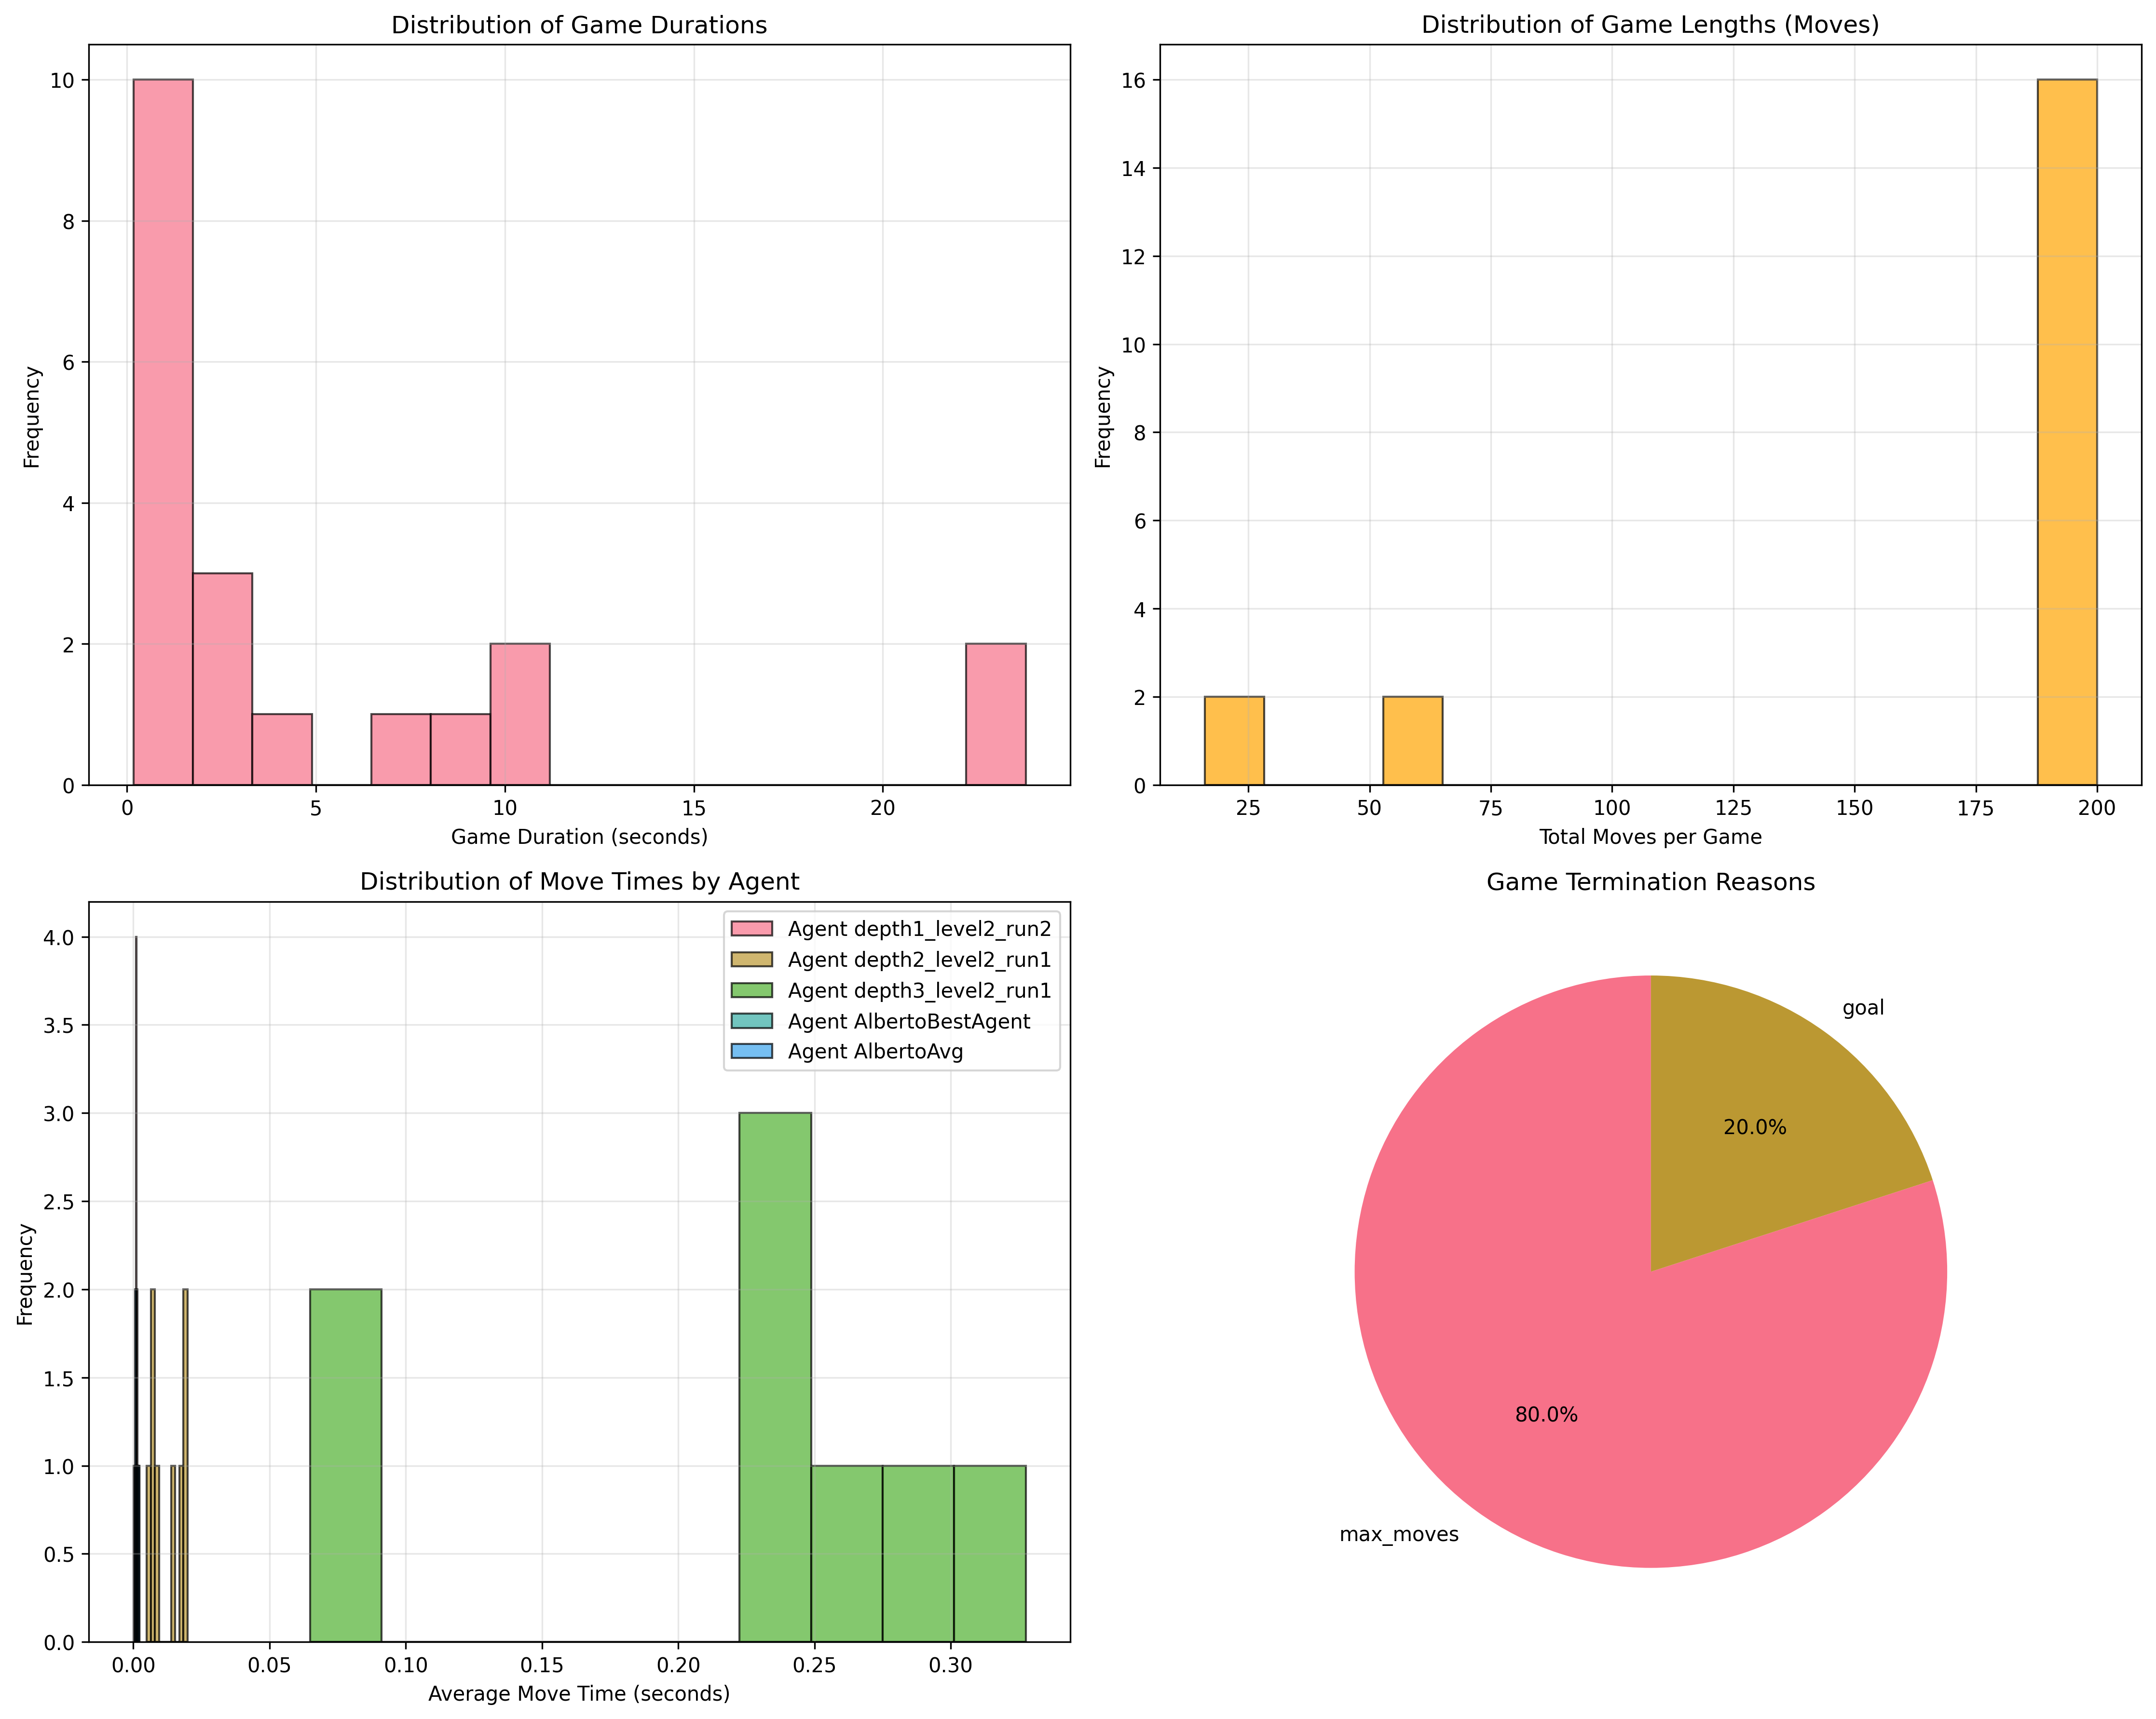 Distribution of Game Durations
10
8
6
4
2
0
Frequency
0 5 10 15 20
Game Duration (seconds)
Distribution of Game Lengths (Moves)
16
14
12
10
8
6
4
2
0
Frequency
25 50 75 100 125 150 175 200
Total Moves per Game
Distribution of Move Times by Agent
Agent depth1_level2_run2
Agent depth2_level2_run1
Agent depth3_level2_run1
Agent AlbertoBestAgent
Agent AlbertoAvg
4.0
3.5
3.0
2.5
2.0
1.5
1.0
0.5
0.0
Frequency
0.00 0.05 0.10 0.15 0.20 0.25 0.30
Average Move Time (seconds)
Game Termination Reasons
goal
20.0%
80.0%
max_moves